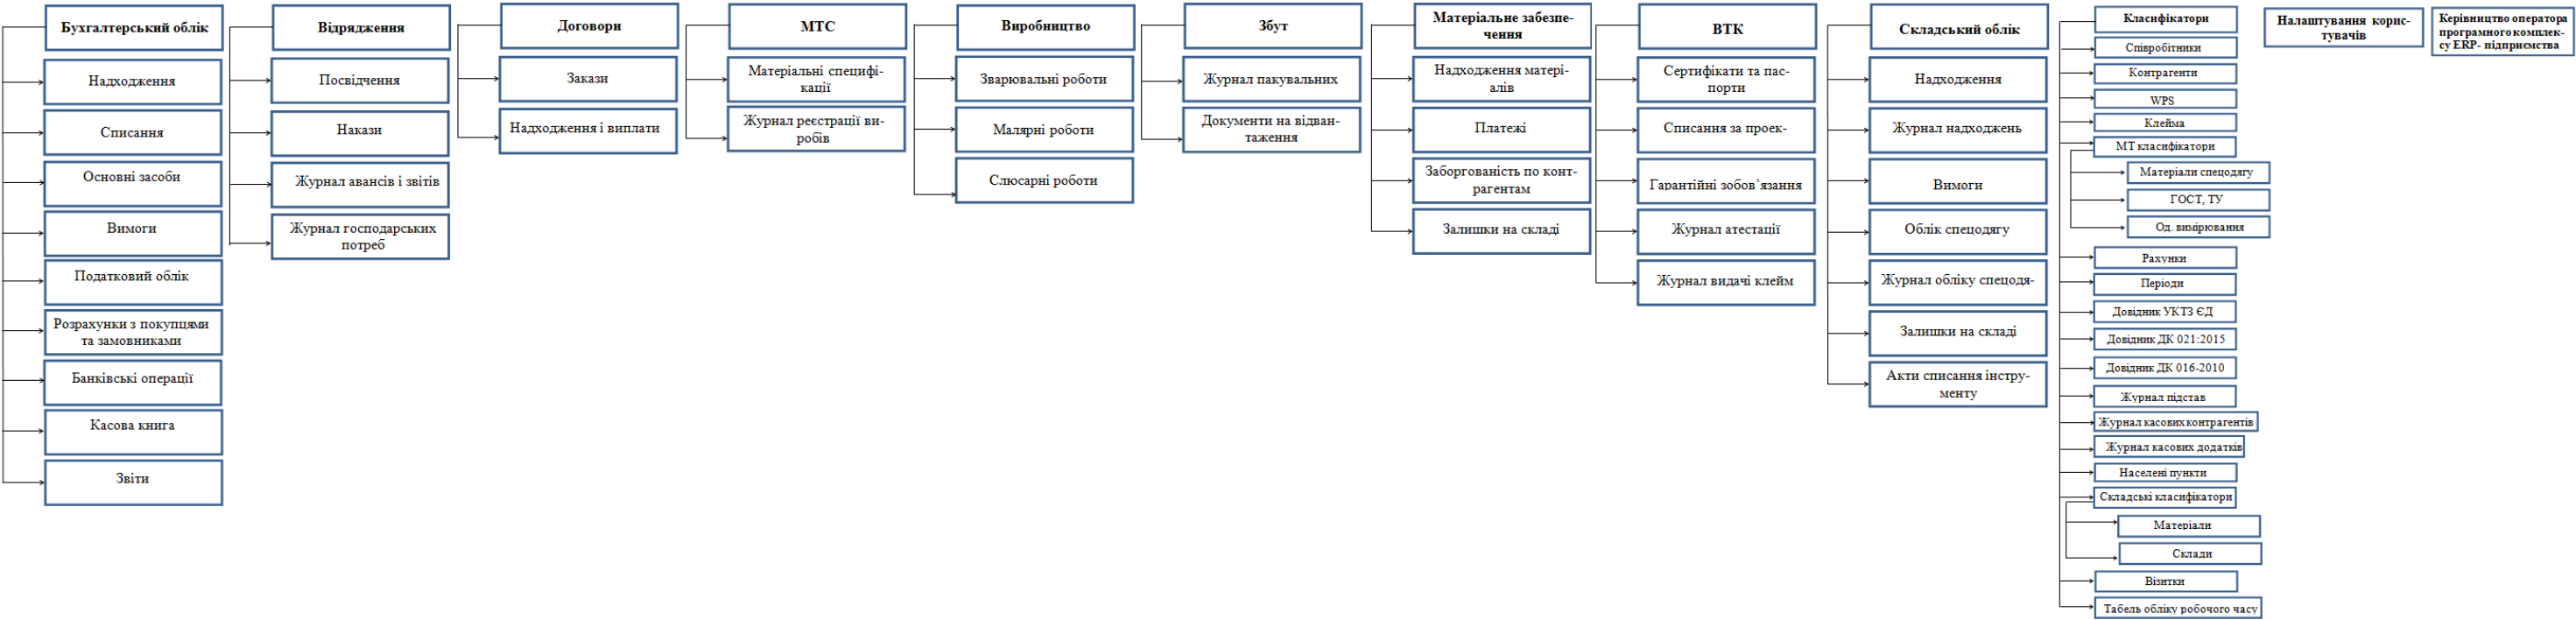 Бухгалтерський облік
Надходження
Списання
Основні засоби
Вимоги
Податковий облік
Розрахунки з покупцями
та замовниками
Банківські операції
Касова книга
Звіти
Відрядження
Посвідчення
Накази
Журнал авансів і звітів
Журнал господарських
потреб
Договори
Закази
Надходження і виплати
МТС
Матеріальні специфі-
кації
Журнал реєстрації ви-
робів
Виробництво
Зварювальні роботи
Малярні роботи
Слюсарні роботи
Збут
Журнал пакувальних
Документи на відван-
таження
Матеріальне забезпе-
чення
Надходження матері-
алів
Платежі
Заборгованість по конт-
рагентам
Залишки на складі
ВТК
Сертифікати та пас-
порти
Списання за проек-
Гарантійні зобов’язання
Журнал атестації
Журнал видачі клейм
Складський облік
Надходження
Журнал надходжень
Вимоги
Облік спецодягу
Журнал обліку спецодя-
Залишки на складі
Акти списання інстру-
менту
Класифікатори
Співробітники
Контрагенти
WPS
Клейма
МТ класифікатори
Матеріали спецодягу
ГОСТ, ТУ
Од. вимірювання
Рахунки
Періоди
Довідник УКТЗ ЄД
Довідник ДК 021:2015
Довідник ДК 016-2010
Журнал підстав
Журнал касових контрагентів
Журнал касових додатків
Населені пункти
Складські класифікатори
Матеріали
Склади
Візитки
Табель обліку робочого часу
Налаштування корис-
тувачів
Керівництво оператора
програмного комплек-
су ERP- підприємства